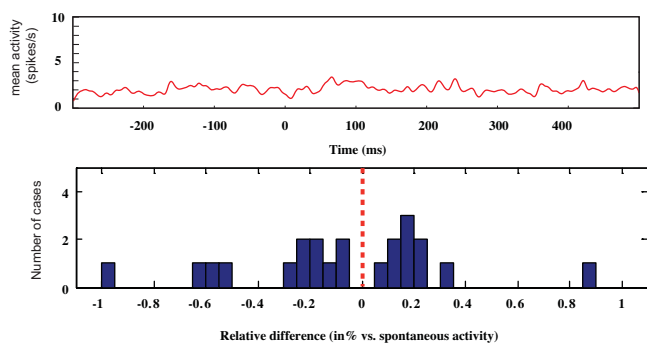 10
5
0
mean activity
(spikes/s)
-200 -100 0 100 200 300 400
Time (ms)
4
2
0
Number of cases
-1 -0.8 -0.6 -0.4 -0.2 0 0.2 0.4 0.6 0.8 1
Relative difference (in% vs. spontaneous activity)